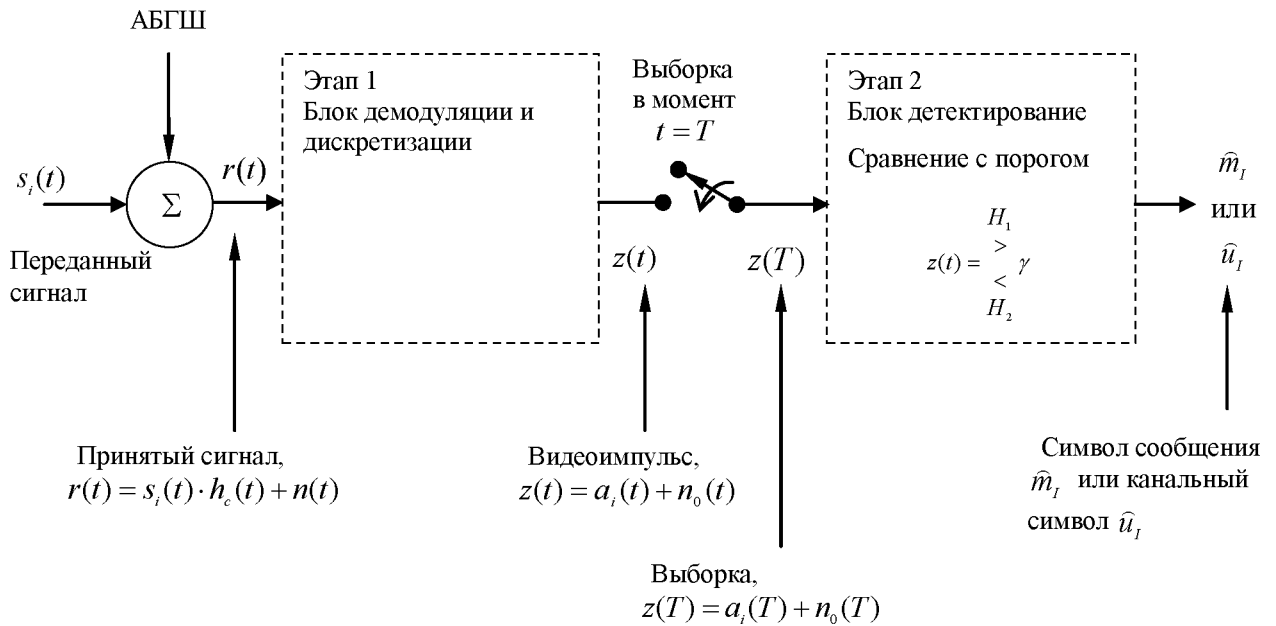 АБГШ
Этап 1
Блок демодуляции и
дискретизации
Выборка
в момент
t = T
Этап 2
Блок детектирование
Сравнение с порогом
s_i(t)
Σ
r(t)
Переданный
сигнал
z(t)
z(T)
H_1
>
z(t) = γ
<
H_2
m̂_I
или
û_I
Принятый сигнал,
r(t) = s_i(t) · h_c(t) + n(t)
Видеоимпульс,
z(t) = a_i(t) + n_0(t)
Выборка,
z(T) = a_i(T) + n_0(T)
Символ сообщения
m̂_I или канальный
символ û_I